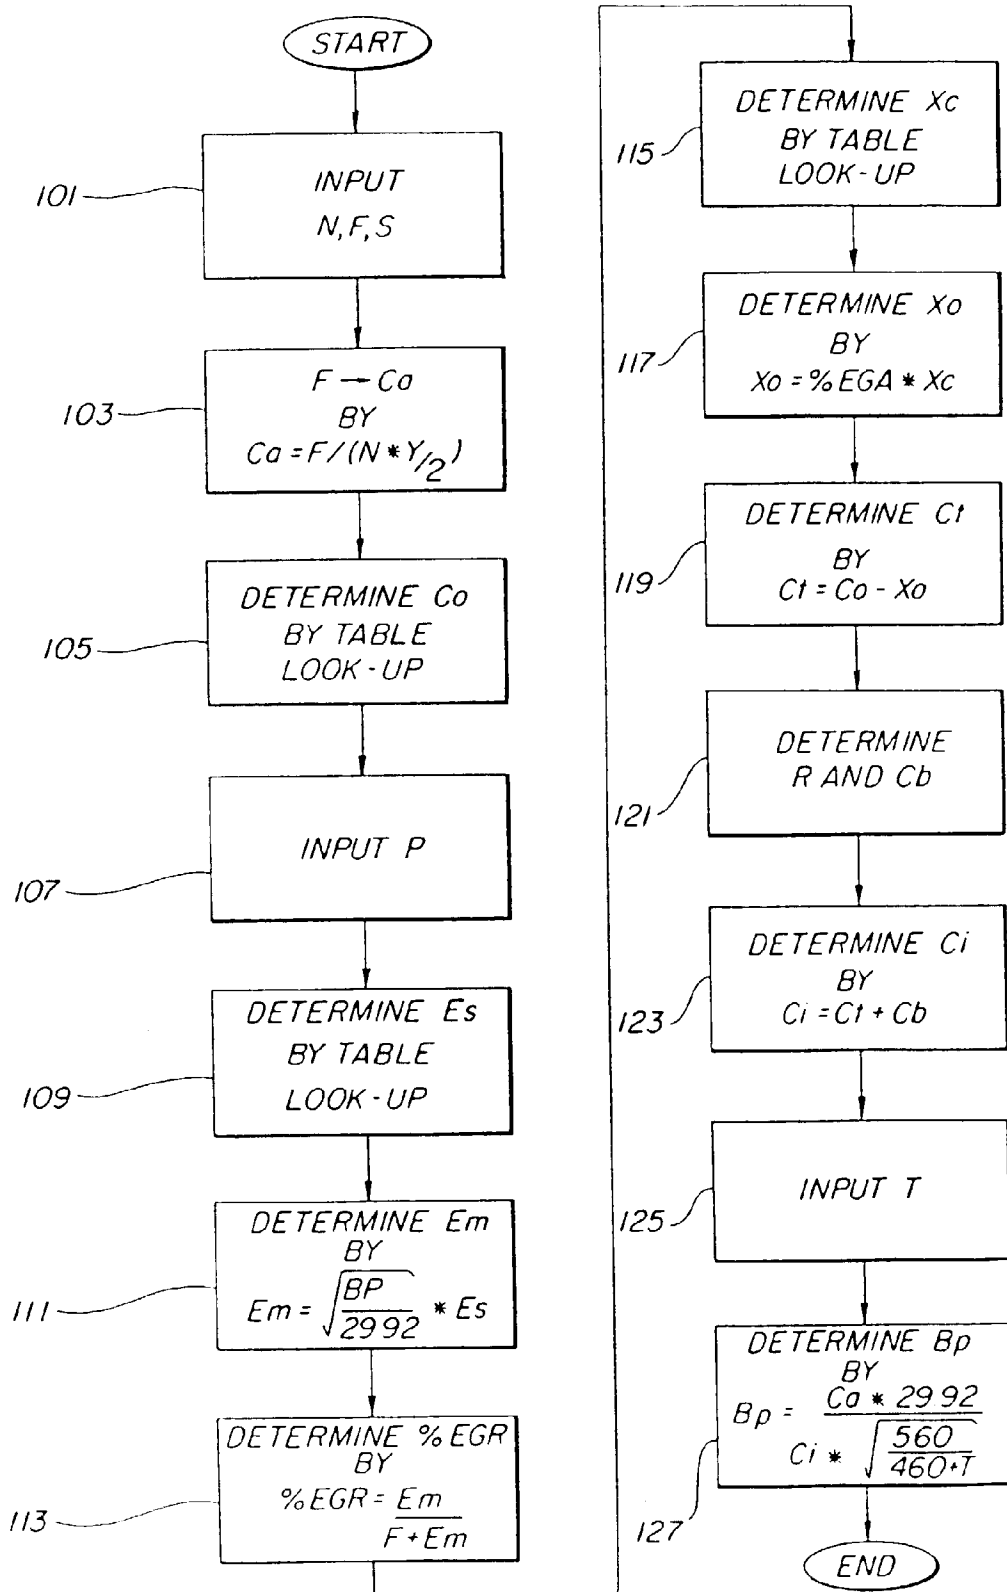 START
101
INPUT
N, F, S
103
F → Ca
BY
Ca = F/(N * Y/2)
105
DETERMINE Co
BY TABLE
LOOK-UP
107
INPUT P
109
DETERMINE Es
BY TABLE
LOOK-UP
111
DETERMINE Em
BY
Em = √(BP/2992) * Es
113
DETERMINE % EGR
BY
% EGR = Em/(F + Em)
115
DETERMINE Xc
BY TABLE
LOOK-UP
117
DETERMINE Xo
BY
Xo = % EGA * Xc
119
DETERMINE Ct
BY
Ct = Co - Xo
121
DETERMINE
R AND Cb
123
DETERMINE Ci
BY
Ci = Ct + Cb
125
INPUT T
127
DETERMINE Bp
BY
Bp = Ca * 2992 / Ci * √(560/460+T)
END